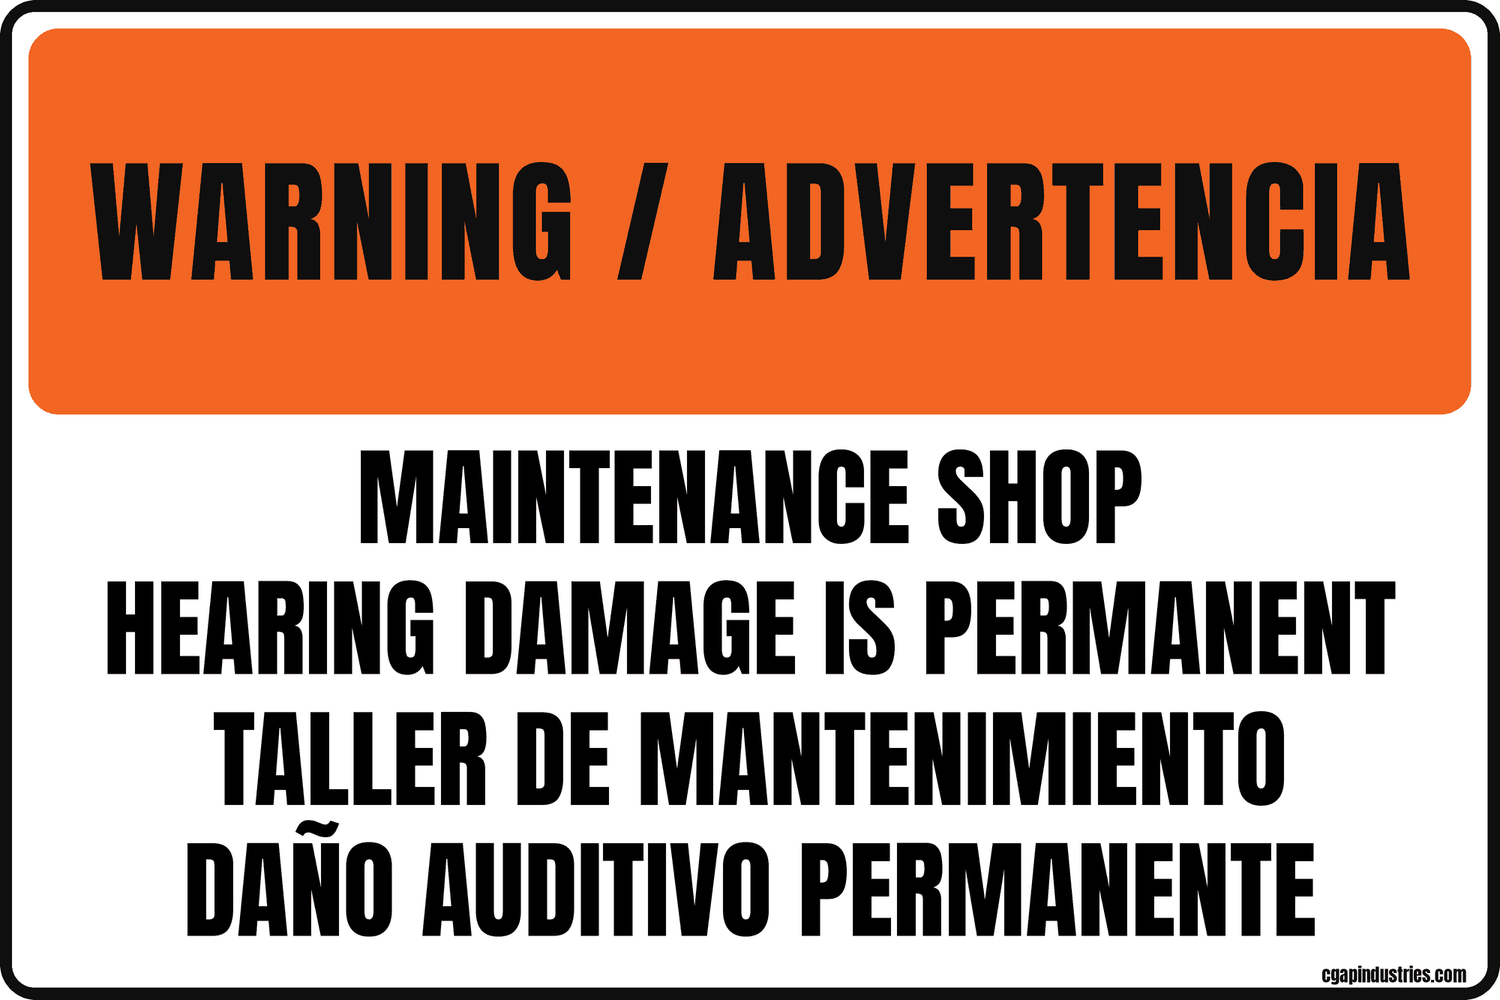 WARNING / ADVERTENCIA
MAINTENANCE SHOP
HEARING DAMAGE IS PERMANENT
TALLER DE MANTENIMIENTO
DAÑO AUDITIVO PERMANENTE
cgapindustries.com